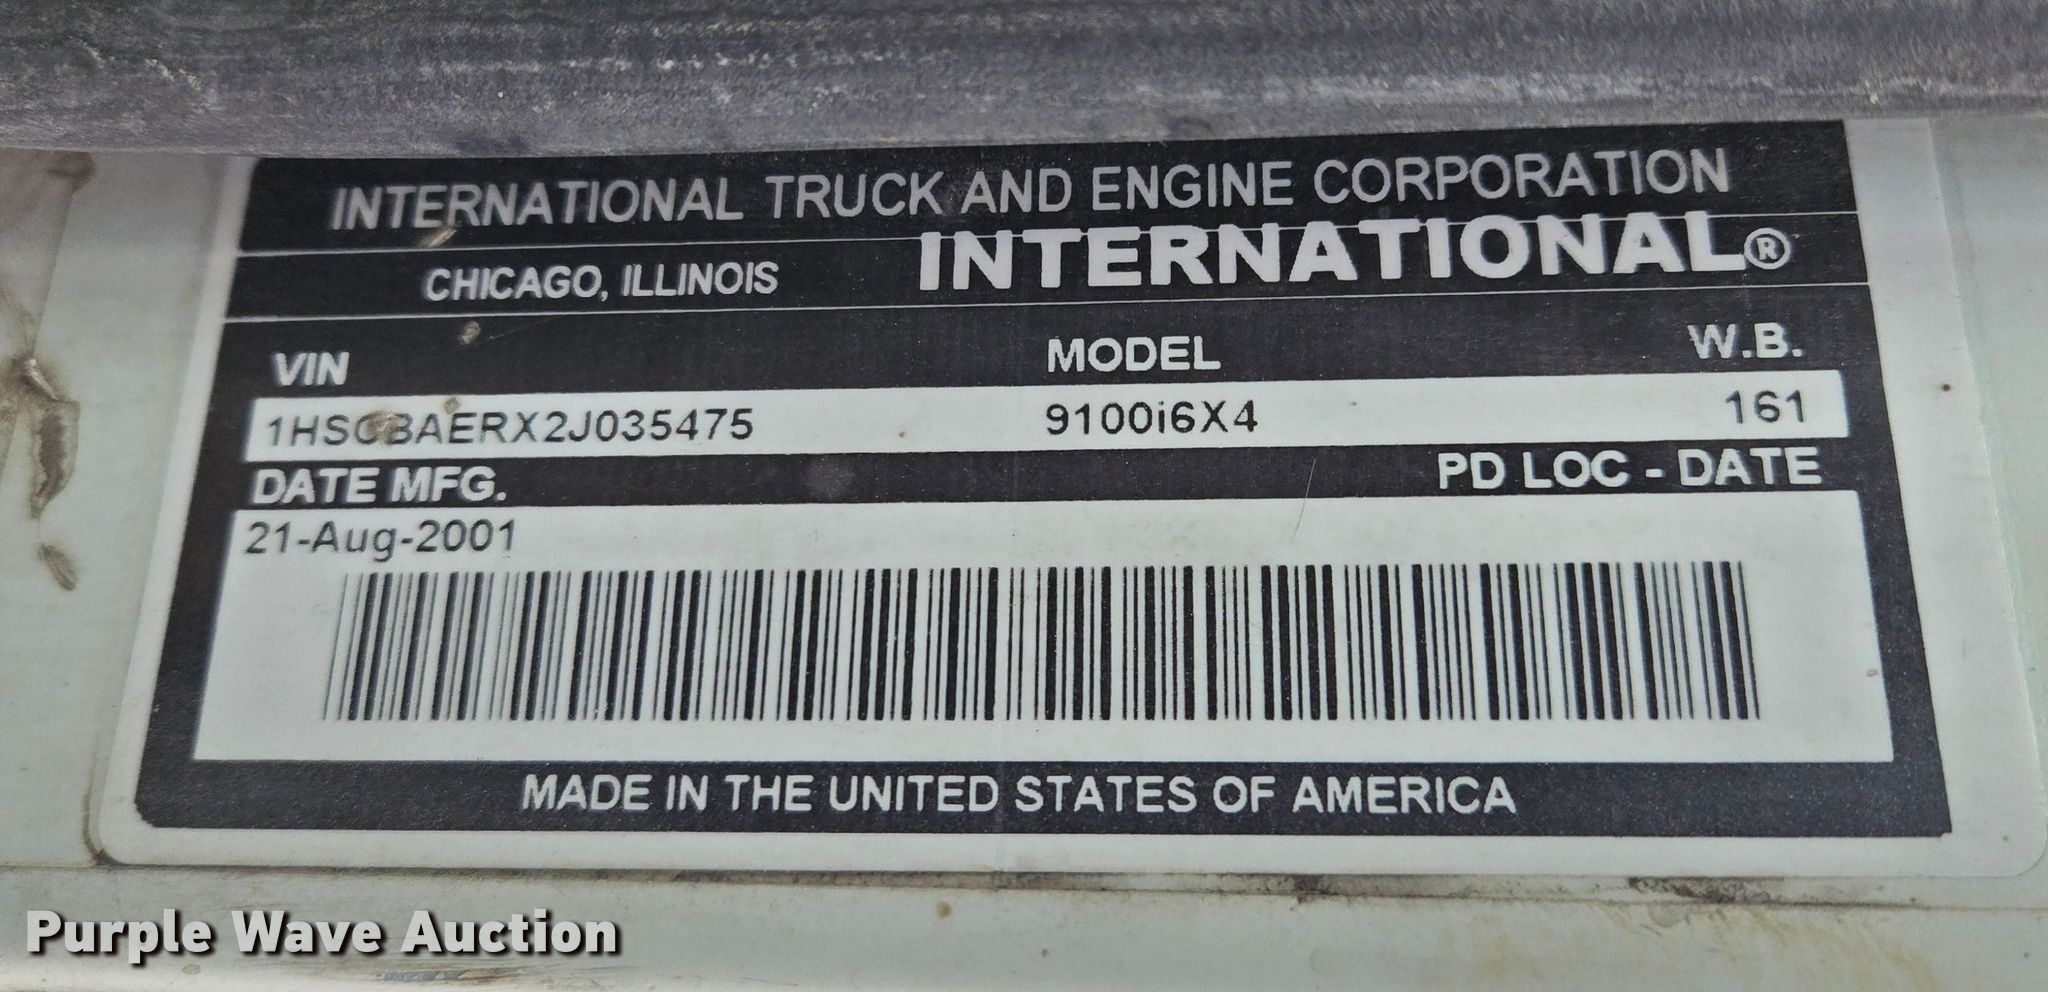 INTERNATIONAL TRUCK AND ENGINE CORPORATION
CHICAGO, ILLINOIS INTERNATIONAL®
VIN MODEL W.B.
1HSCBAERX2J035475 9100i6X4 161
DATE MFG. PD LOC - DATE
21-Aug-2001
MADE IN THE UNITED STATES OF AMERICA
Purple Wave Auction